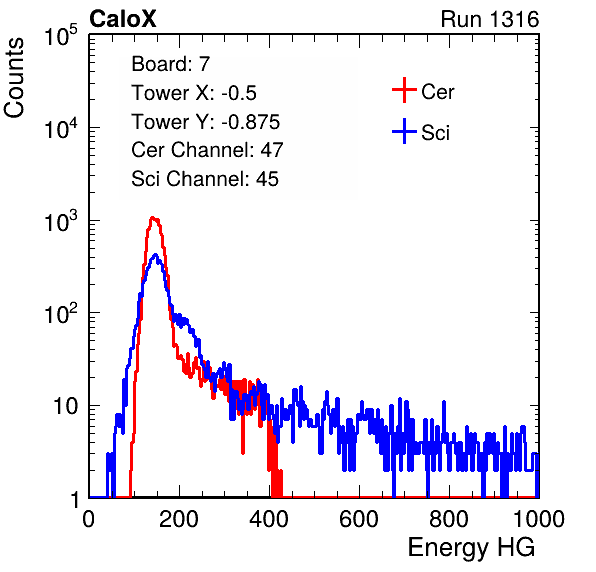 CaloX Run 1316
Counts
10^5
10^4
10^3
10^2
10
1
Board: 7
Tower X: -0.5
Tower Y: -0.875
Cer Channel: 47
Sci Channel: 45
Cer
Sci
0 200 400 600 800 1000
Energy HG